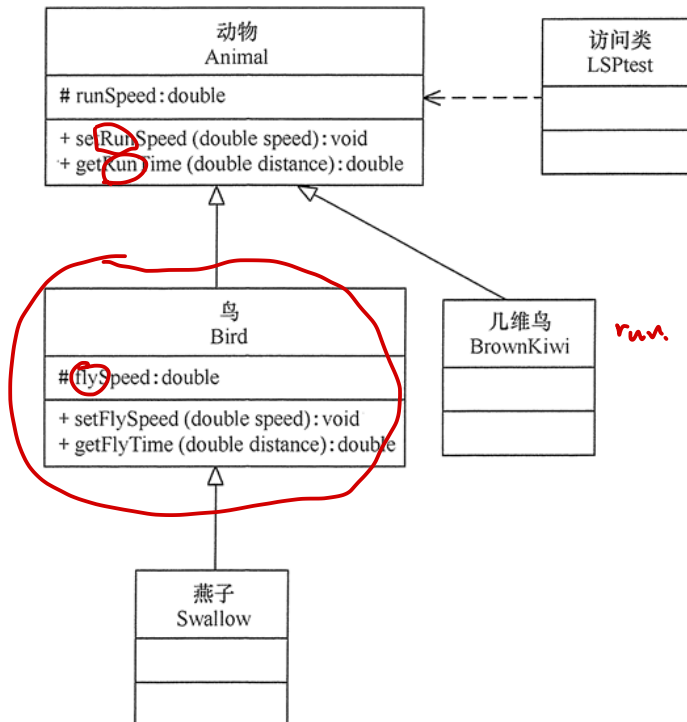 动物
Animal
# runSpeed:double
+ setRunSpeed (double speed):void
+ getRunTime (double distance):double
访问类
LSPtest
鸟
Bird
# flySpeed:double
+ setFlySpeed (double speed):void
+ getFlyTime (double distance):double
几维鸟
BrownKiwi
run.
燕子
Swallow